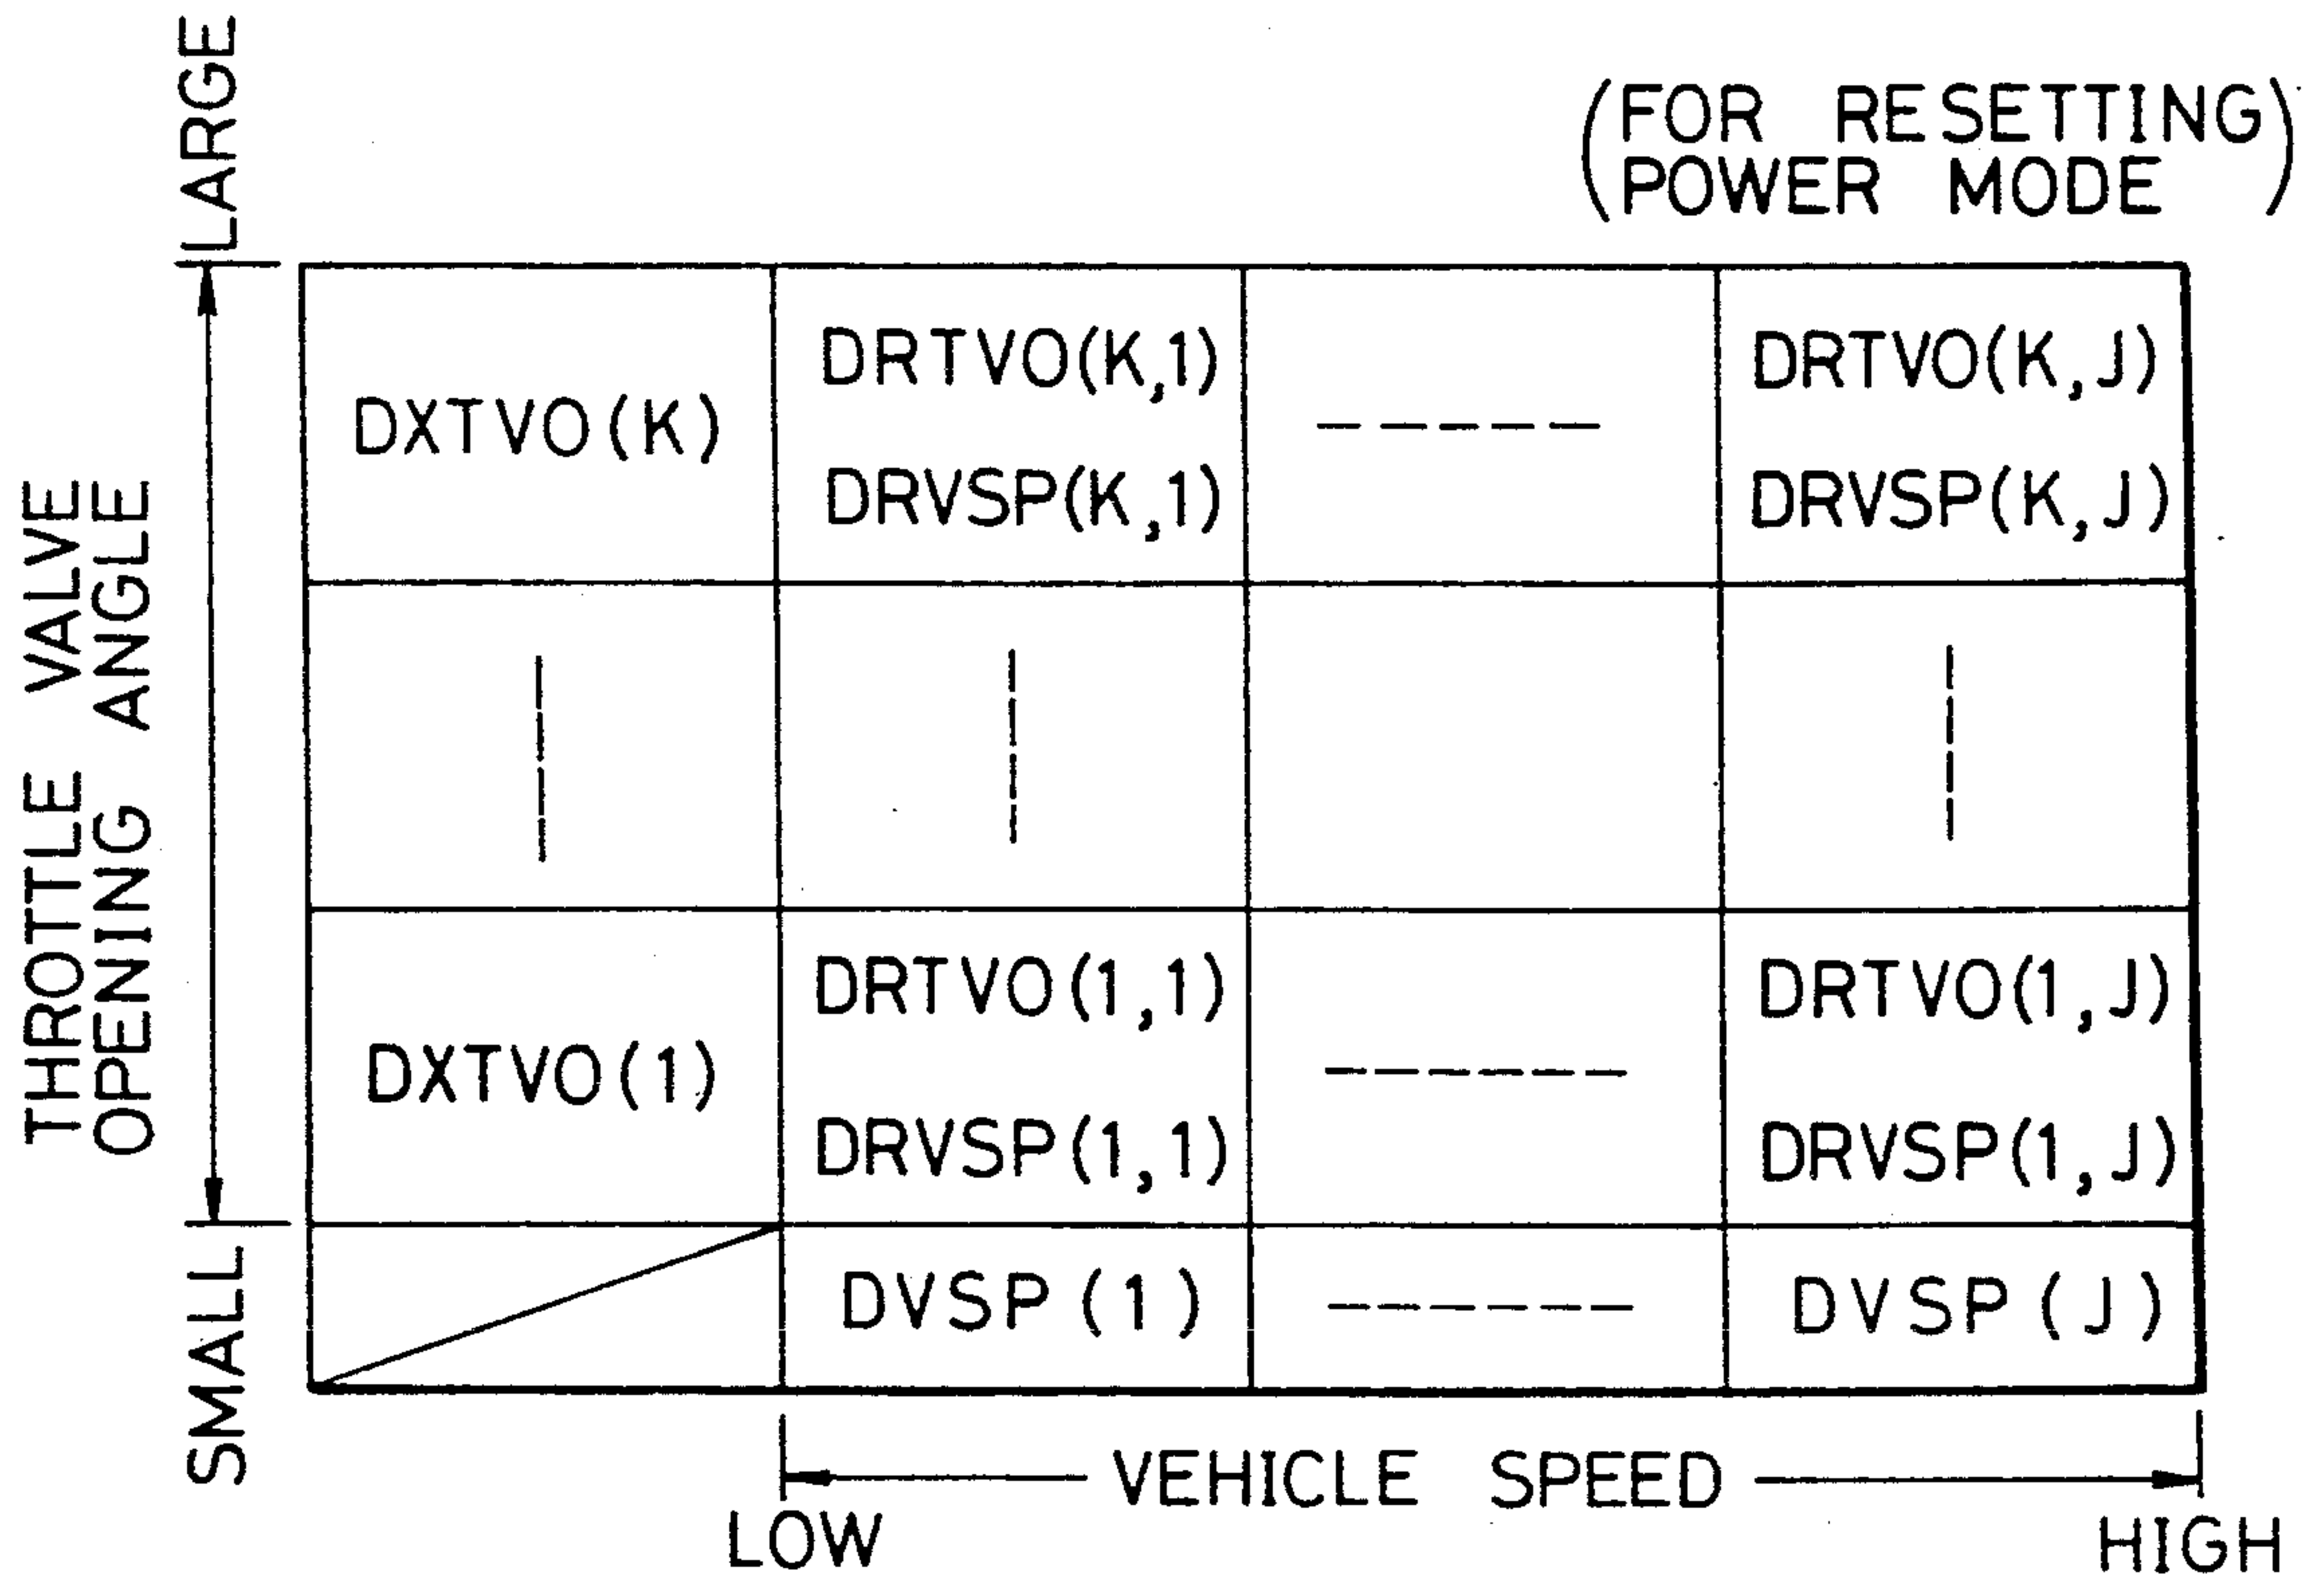 LARGE
(FOR RESETTING
POWER MODE)
DRTVO(K,1)
DRTVO(K,J)
DXTVO(K)
DRVSP(K,1)
DRVSP(K,J)
THROTTLE VALVE
OPENING ANGLE
DRTVO(1,1)
DRTVO(1,J)
DXTVO(1)
DRVSP(1,1)
DRVSP(1,J)
SMALL
DVSP(1)
DVSP(J)
VEHICLE SPEED
LOW
HIGH